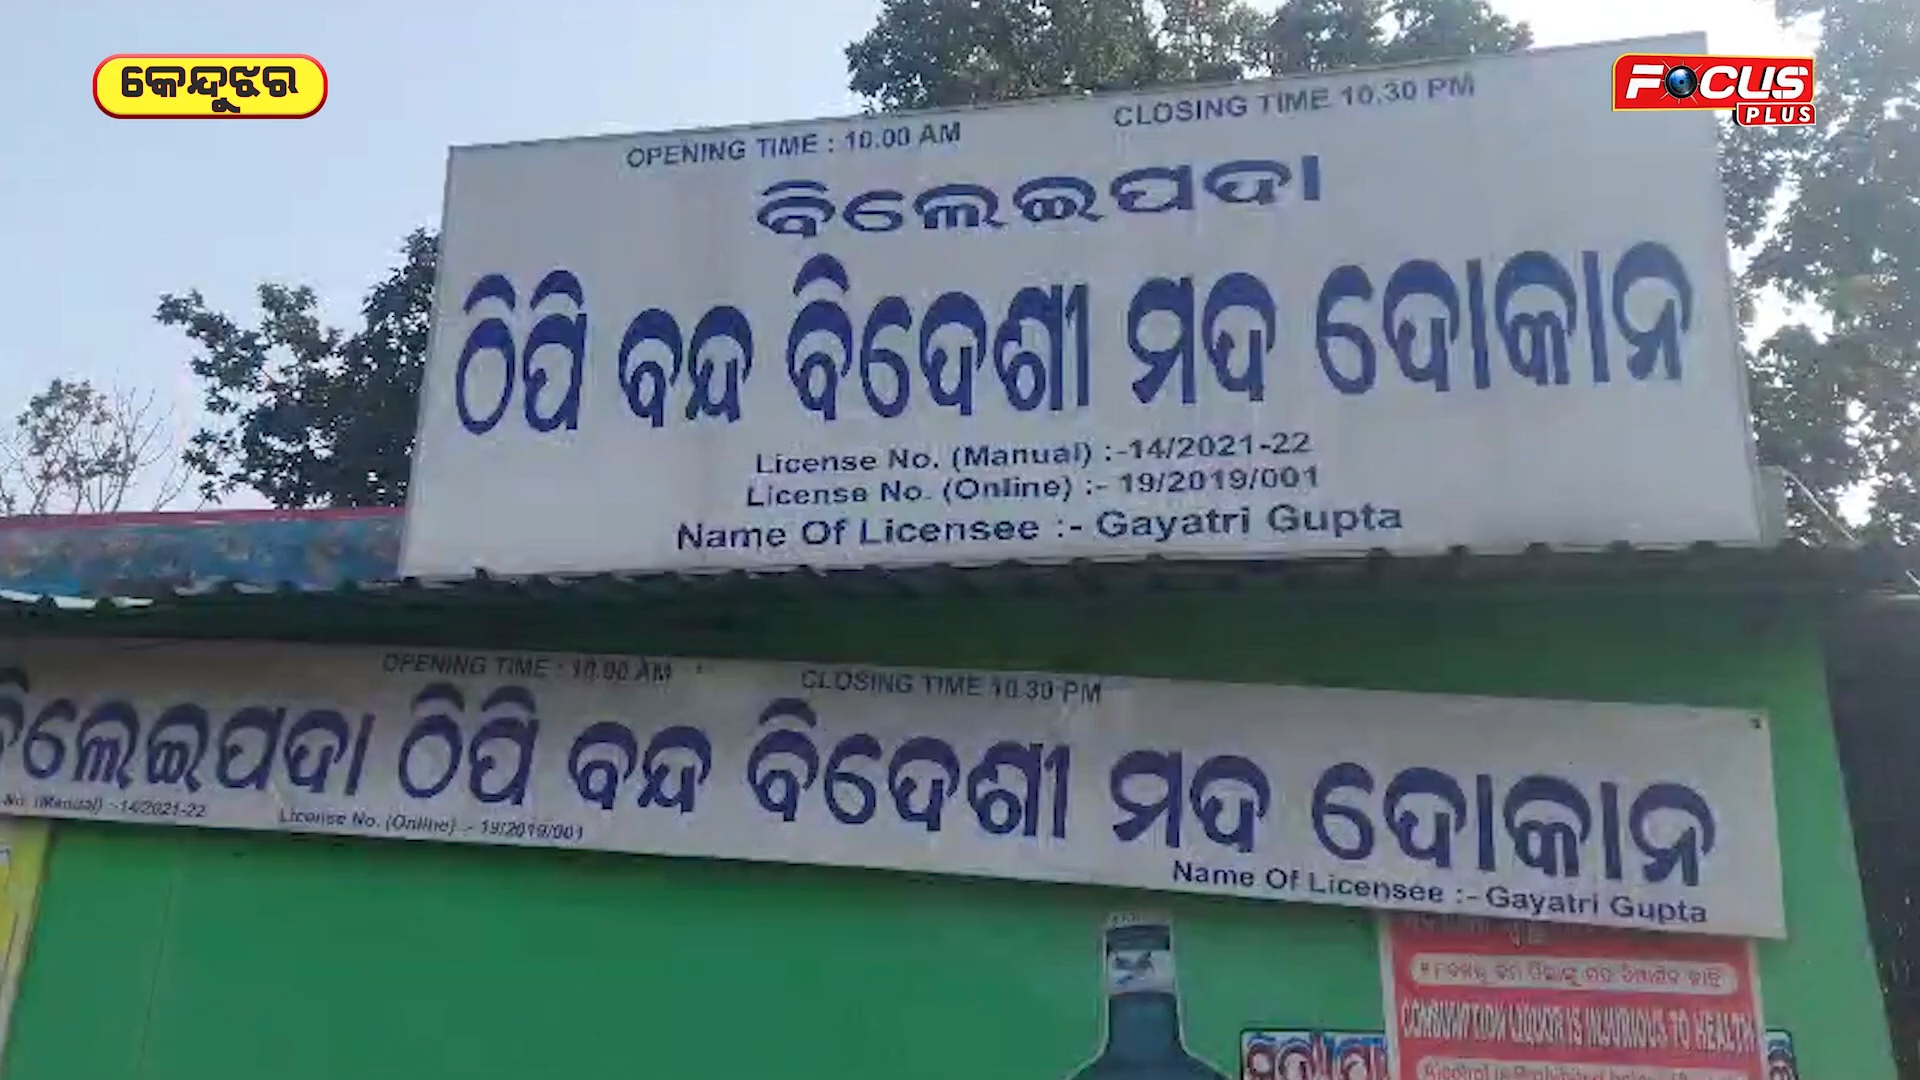 କେନ୍ଦୁଝର
FOCUS
PLUS
OPENING TIME : 10.00 AM
CLOSING TIME 10.30 PM
ବିଲେଇପଦା
ଠିପି ବନ୍ଦ ବିଦେଶୀ ମଦ ଦୋକାନ
License No. (Manual) :-14/2021-22
License No. (Online) :- 19/2019/001
Name Of Licensee :- Gayatri Gupta
OPENING TIME : 10.00 AM
CLOSING TIME 10.30 PM
ବିଲେଇପଦା ଠିପି ବନ୍ଦ ବିଦେଶୀ ମଦ ଦୋକାନ
No. (Manual) :-14/2021-22
License No. (Online) :- 19/2019/001
Name Of Licensee :- Gayatri Gupta
LIQUOR IS INJURIOUS TO HEALTH